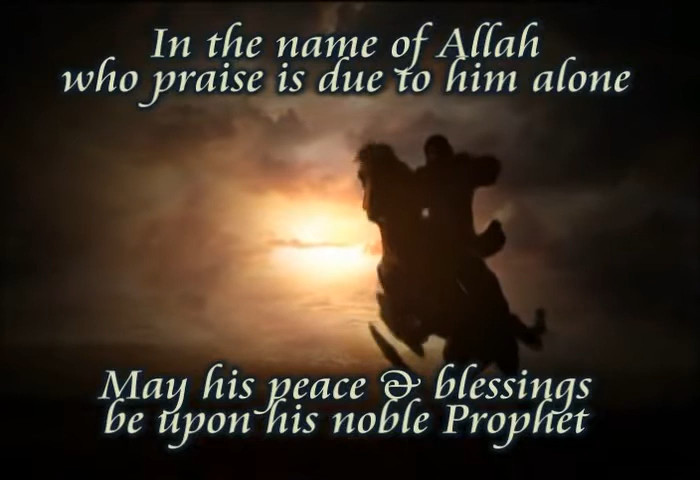 In the name of Allah
who praise is due to him alone
May his peace & blessings
be upon his noble Prophet